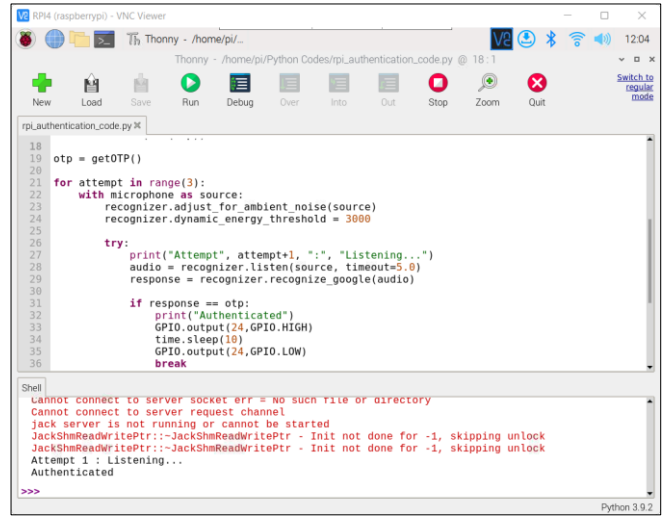 V2 RPI4 (raspberrypi) - VNC Viewer
Thonny - /home/pi/...
V2
12:04
Thonny - /home/pi/Python Codes/rpi_authentication_code.py @ 18:1
New Load Save Run Debug Over Into Out Stop Zoom Quit
Switch to
regular
mode
rpi_authentication_code.py
18
19 otp = getOTP()
20
21 for attempt in range(3):
22     with microphone as source:
23         recognizer.adjust_for_ambient_noise(source)
24         recognizer.dynamic_energy_threshold = 3000
25
26         try:
27             print("Attempt", attempt+1, ":", "Listening...")
28             audio = recognizer.listen(source, timeout=5.0)
29             response = recognizer.recognize_google(audio)
30
31             if response == otp:
32                 print("Authenticated")
33                 GPIO.output(24,GPIO.HIGH)
34                 time.sleep(10)
35                 GPIO.output(24,GPIO.LOW)
36                 break
Shell
Cannot connect to server socket err = No such file or directory
Cannot connect to server request channel
jack server is not running or cannot be started
JackShmReadWritePtr::~JackShmReadWritePtr - Init not done for -1, skipping unlock
JackShmReadWritePtr::~JackShmReadWritePtr - Init not done for -1, skipping unlock
Attempt 1 : Listening...
Authenticated
>>>
Python 3.9.2